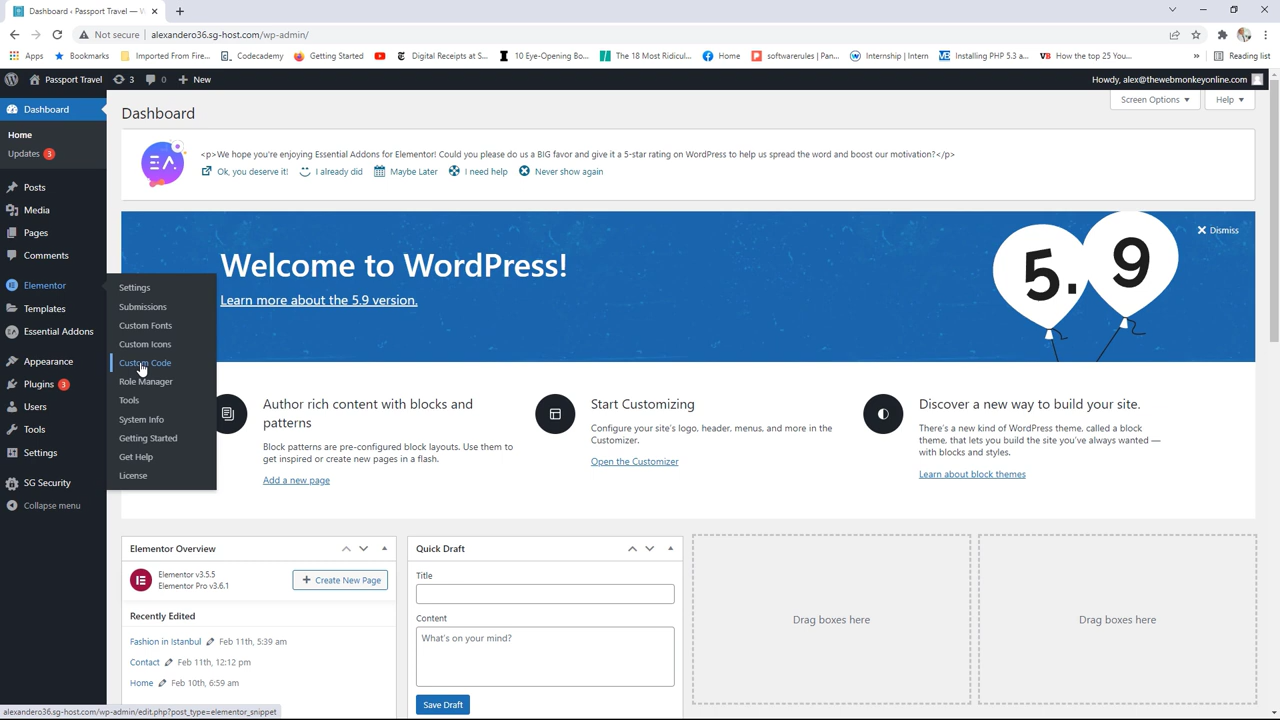 Dashboard ‹ Passport Travel — W
Not secure | alexandero36.sg-host.com/wp-admin/
Apps
Bookmarks
Imported From Fire...
Codecademy
Getting Started
Digital Receipts at S...
10 Eye-Opening Bo...
The 18 Most Ridicul...
Home
softwarerules | Pan...
Internship | Intern
Installing PHP 5.3 a...
How the top 25 You...
»
Reading list
Passport Travel
3
0
+ New
Howdy, alex@thewebmonkeyonline.com
Dashboard
Home
Updates 3
Posts
Media
Pages
Comments
Elementor
Templates
Essential Addons
Appearance
Plugins 3
Users
Tools
Settings
SG Security
Collapse menu
Settings
Submissions
Custom Fonts
Custom Icons
Custom Code
Role Manager
Tools
System Info
Getting Started
Get Help
License
Dashboard
Screen Options
Help
EA
<p>We hope you're enjoying Essential Addons for Elementor! Could you please do us a BIG favor and give it a 5-star rating on WordPress to help us spread the word and boost our motivation?</p>
Ok, you deserve it!
I already did
Maybe Later
I need help
Never show again
Welcome to WordPress!
Learn more about the 5.9 version.
5.9
Dismiss
Author rich content with blocks and
patterns
Block patterns are pre-configured block layouts. Use them to
get inspired or create new pages in a flash.
Add a new page
Start Customizing
Configure your site's logo, header, menus, and more in the
Customizer.
Open the Customizer
Discover a new way to build your site.
There's a new kind of WordPress theme, called a block
theme, that lets you build the site you've always wanted —
with blocks and styles.
Learn about block themes
Elementor Overview
Elementor v3.5.5
Elementor Pro v3.6.1
+ Create New Page
Recently Edited
Fashion in Istanbul Feb 11th, 5:39 am
Contact Feb 11th, 12:12 pm
Home Feb 10th, 6:59 am
Quick Draft
Title
Content
What's on your mind?
Save Draft
Drag boxes here
Drag boxes here
alexandero36.sg-host.com/wp-admin/edit.php?post_type=elementor_snippet